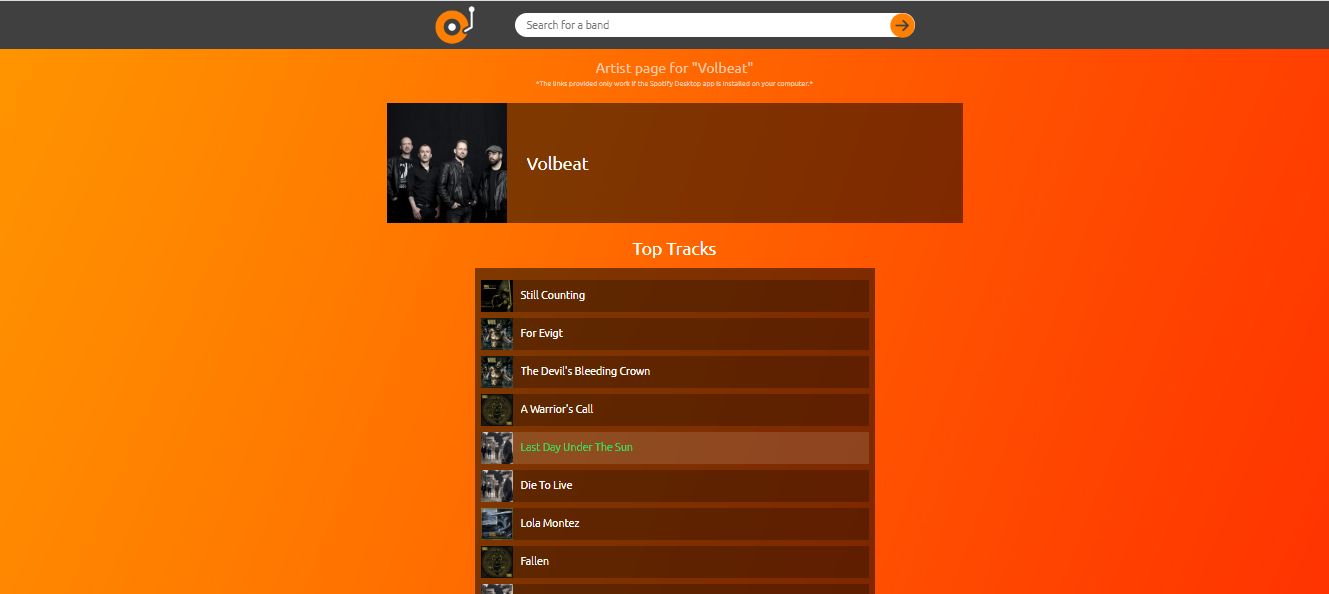 Search for a band
Artist page for "Volbeat"
*The links provided only work if the Spotify Desktop app is installed on your computer.*
Volbeat
Top Tracks
Still Counting
For Evigt
The Devil's Bleeding Crown
A Warrior's Call
Last Day Under The Sun
Die To Live
Lola Montez
Fallen